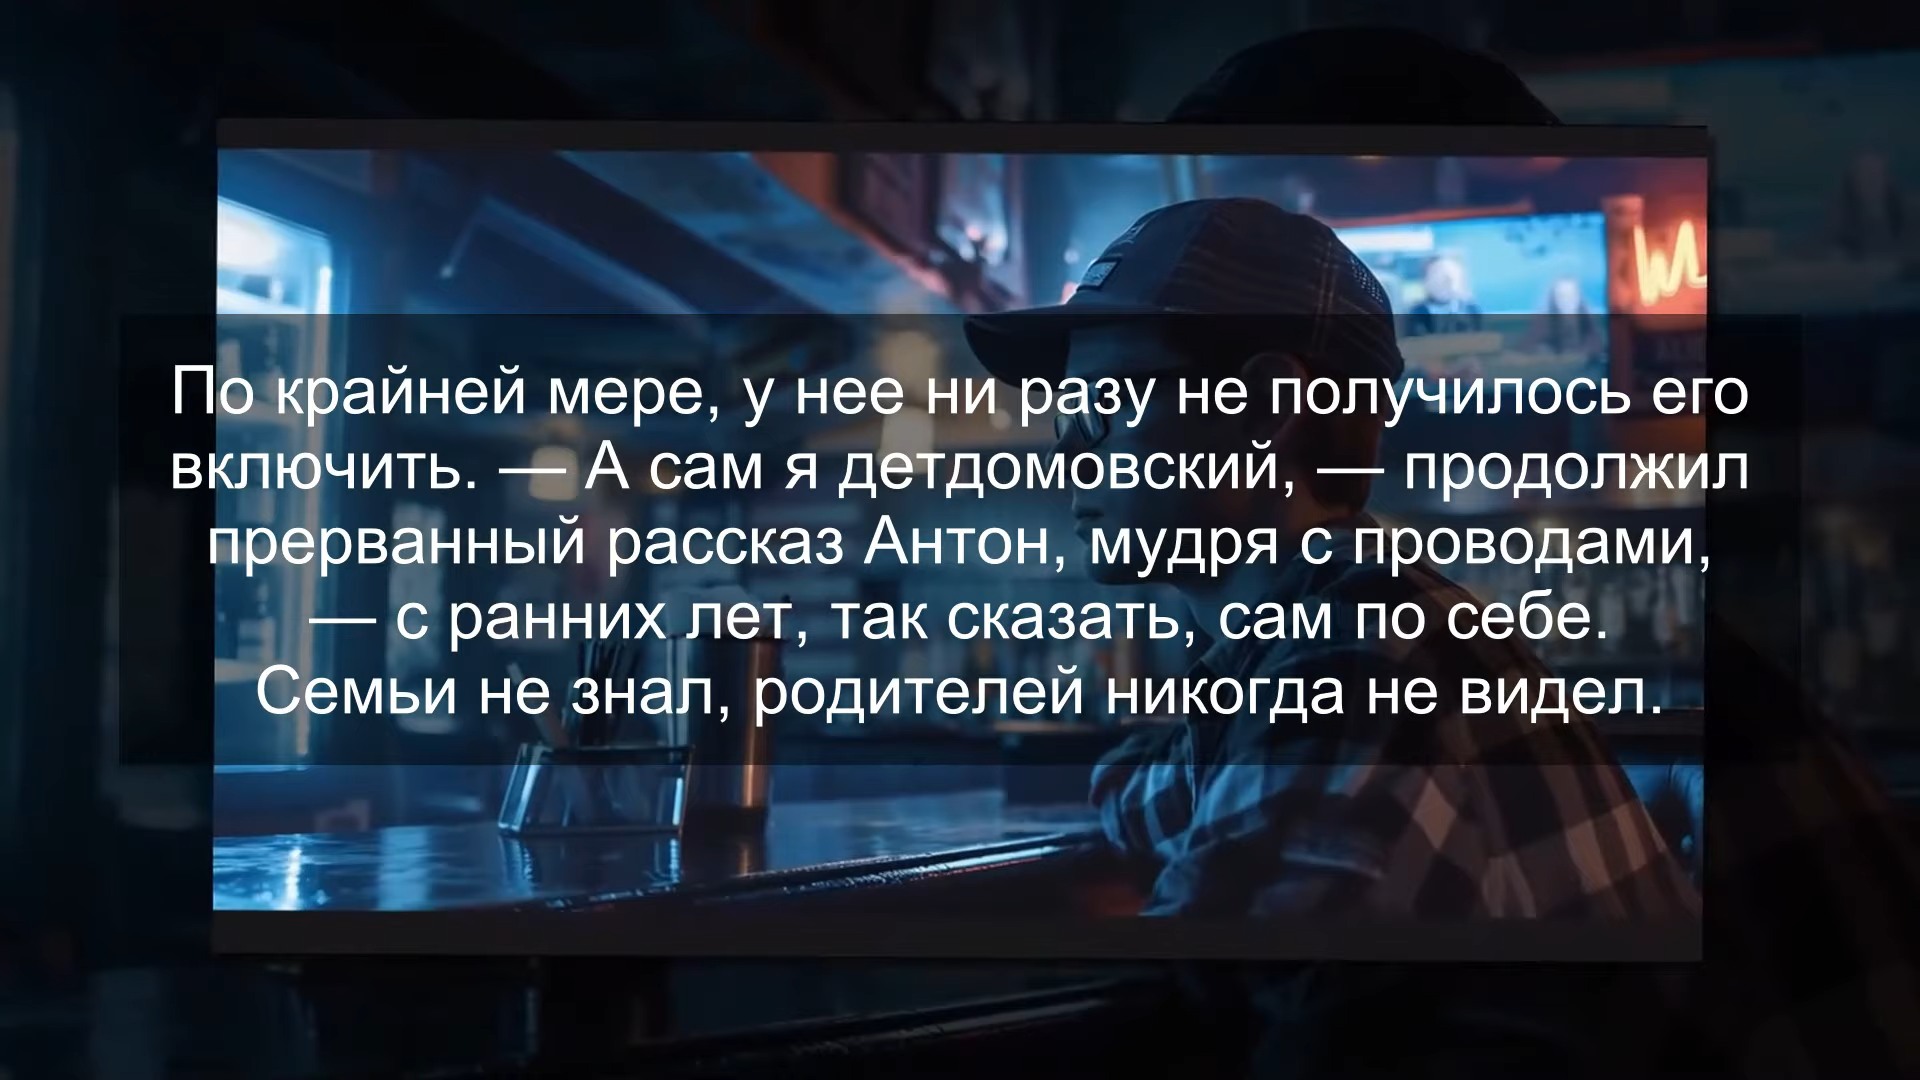 По крайней мере, у нее ни разу не получилось его
включить. — А сам я детдомовский, — продолжил
прерванный рассказ Антон, мудря с проводами,
— с ранних лет, так сказать, сам по себе.
Семьи не знал, родителей никогда не видел.